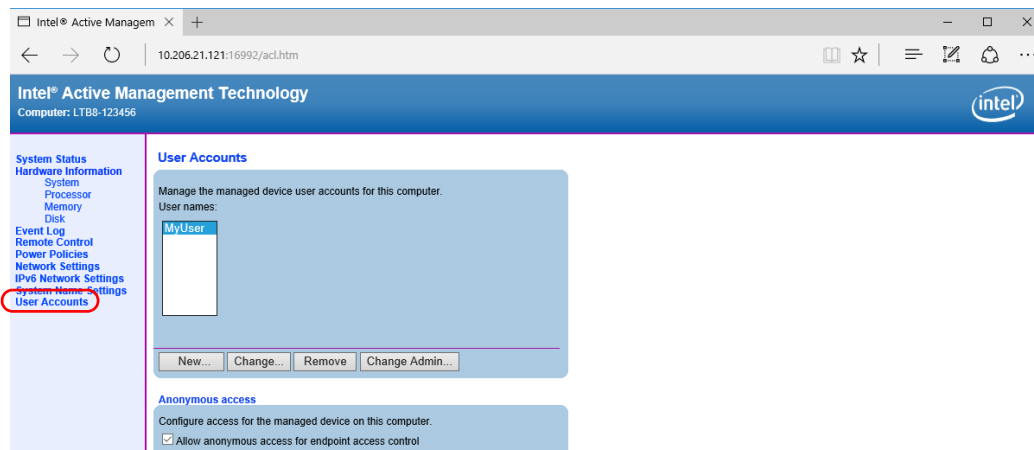 Intel® Active Managem
10.206.21.121:16992/acl.htm
Intel® Active Management Technology
Computer: LTB8-123456
intel
System Status
Hardware Information
System
Processor
Memory
Disk
Event Log
Remote Control
Power Policies
Network Settings
IPv6 Network Settings
System Name Settings
User Accounts
User Accounts
Manage the managed device user accounts for this computer.
User names:
MyUser
New... Change... Remove Change Admin...
Anonymous access
Configure access for the managed device on this computer.
Allow anonymous access for endpoint access control